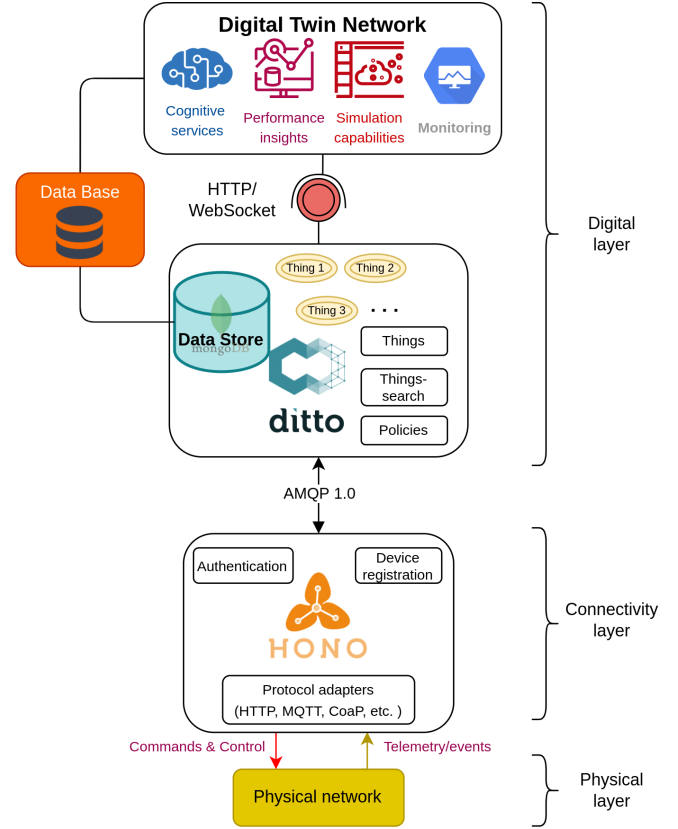 Digital Twin Network
Cognitive
services
Performance
insights
Simulation
capabilities
Monitoring
Data Base
HTTP/
WebSocket
Digital
layer
Thing 1
Thing 2
Thing 3
. . .
Data Store
mongoDB
Things
Things-
search
Policies
ditto
AMQP 1.0
Authentication
Device
registration
HONO
Connectivity
layer
Protocol adapters
(HTTP, MQTT, CoaP, etc. )
Commands & Control
Telemetry/events
Physical network
Physical
layer